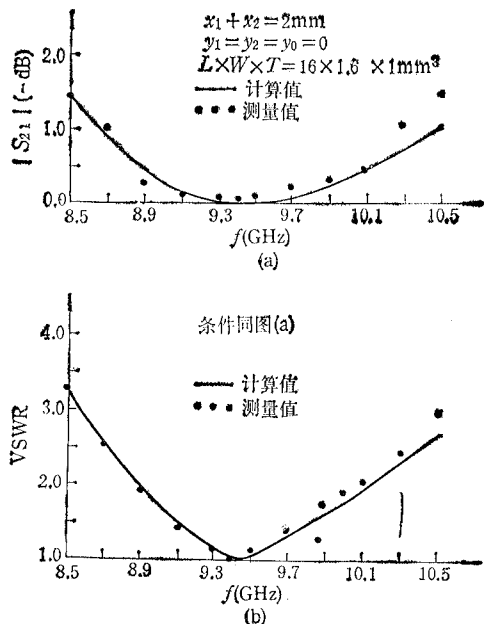 x₁+x₂=2mm
y₁=y₂=y₀=0
L×W×T=16×1.6×1mm³
计算值
测量值
|S₂₁|(-dB)
2.0
1.0
0.0
8.5 8.9 9.3 9.7 10.1 10.5
f(GHz)
(a)
条件同图(a)
计算值
测量值
VSWR
4.0
3.0
2.0
1.0
8.5 8.9 9.3 9.7 10.1 10.5
f(GHz)
(b)